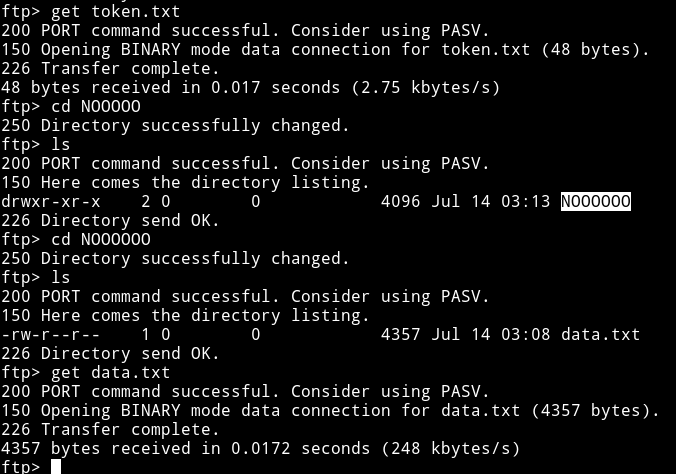 ftp> get token.txt
200 PORT command successful. Consider using PASV.
150 Opening BINARY mode data connection for token.txt (48 bytes).
226 Transfer complete.
48 bytes received in 0.017 seconds (2.75 kbytes/s)
ftp> cd NOOOOO
250 Directory successfully changed.
ftp> ls
200 PORT command successful. Consider using PASV.
150 Here comes the directory listing.
drwxr-xr-x    2 0        0            4096 Jul 14 03:13 NOOOOOO
226 Directory send OK.
ftp> cd NOOOOOO
250 Directory successfully changed.
ftp> ls
200 PORT command successful. Consider using PASV.
150 Here comes the directory listing.
-rw-r--r--    1 0        0            4357 Jul 14 03:08 data.txt
226 Directory send OK.
ftp> get data.txt
200 PORT command successful. Consider using PASV.
150 Opening BINARY mode data connection for data.txt (4357 bytes).
226 Transfer complete.
4357 bytes received in 0.0172 seconds (248 kbytes/s)
ftp>